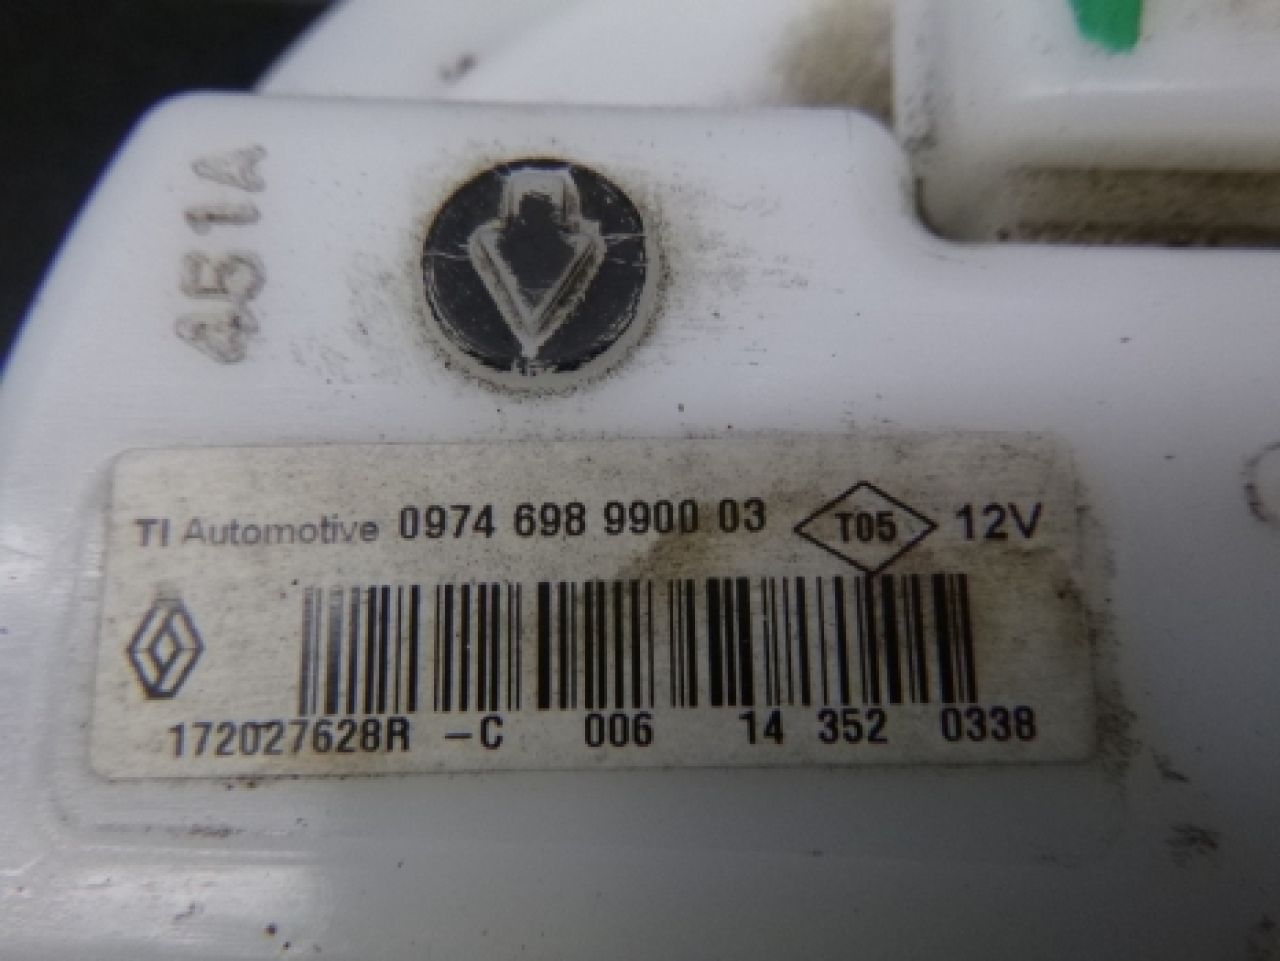 451A
TI Automotive 0974 698 9900 03 T05 12V
172027628R -C 006 14 352 0338